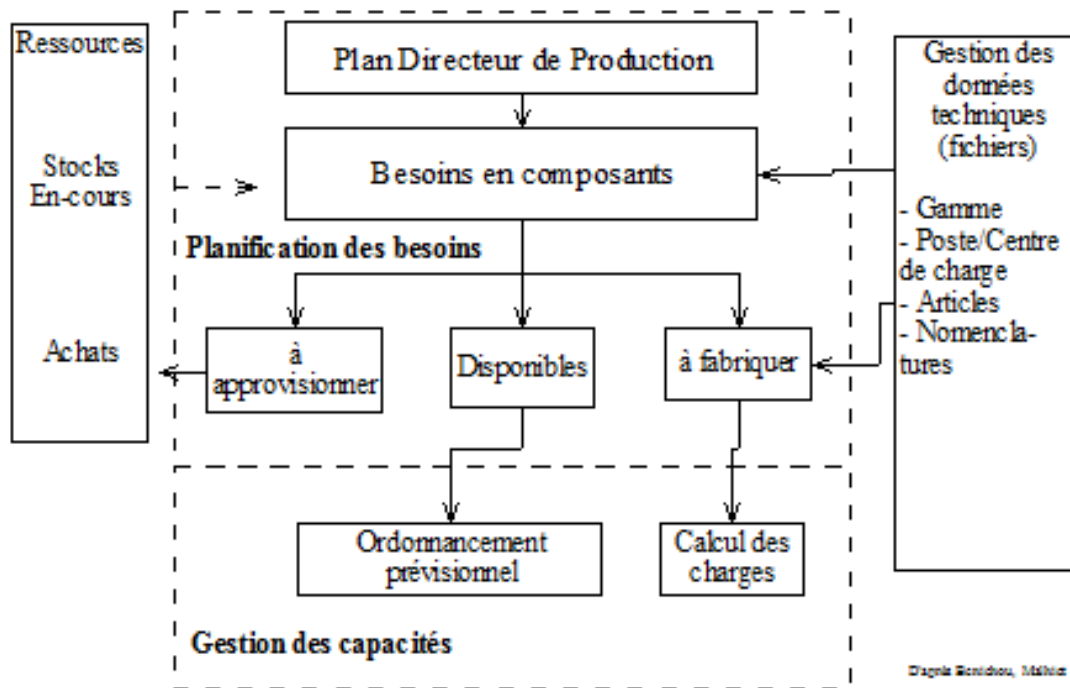 Ressources
Stocks
En-cours
Achats
Plan Directeur de Production
Besoins en composants
Planification des besoins
à
approvisionner
Disponibles
à fabriquer
Ordonnancement
prévisionnel
Calcul des
charges
Gestion des capacités
Gestion des
données
techniques
(fichiers)
- Gamme
- Poste/Centre
de charge
- Articles
- Nomencla-
tures
D'après